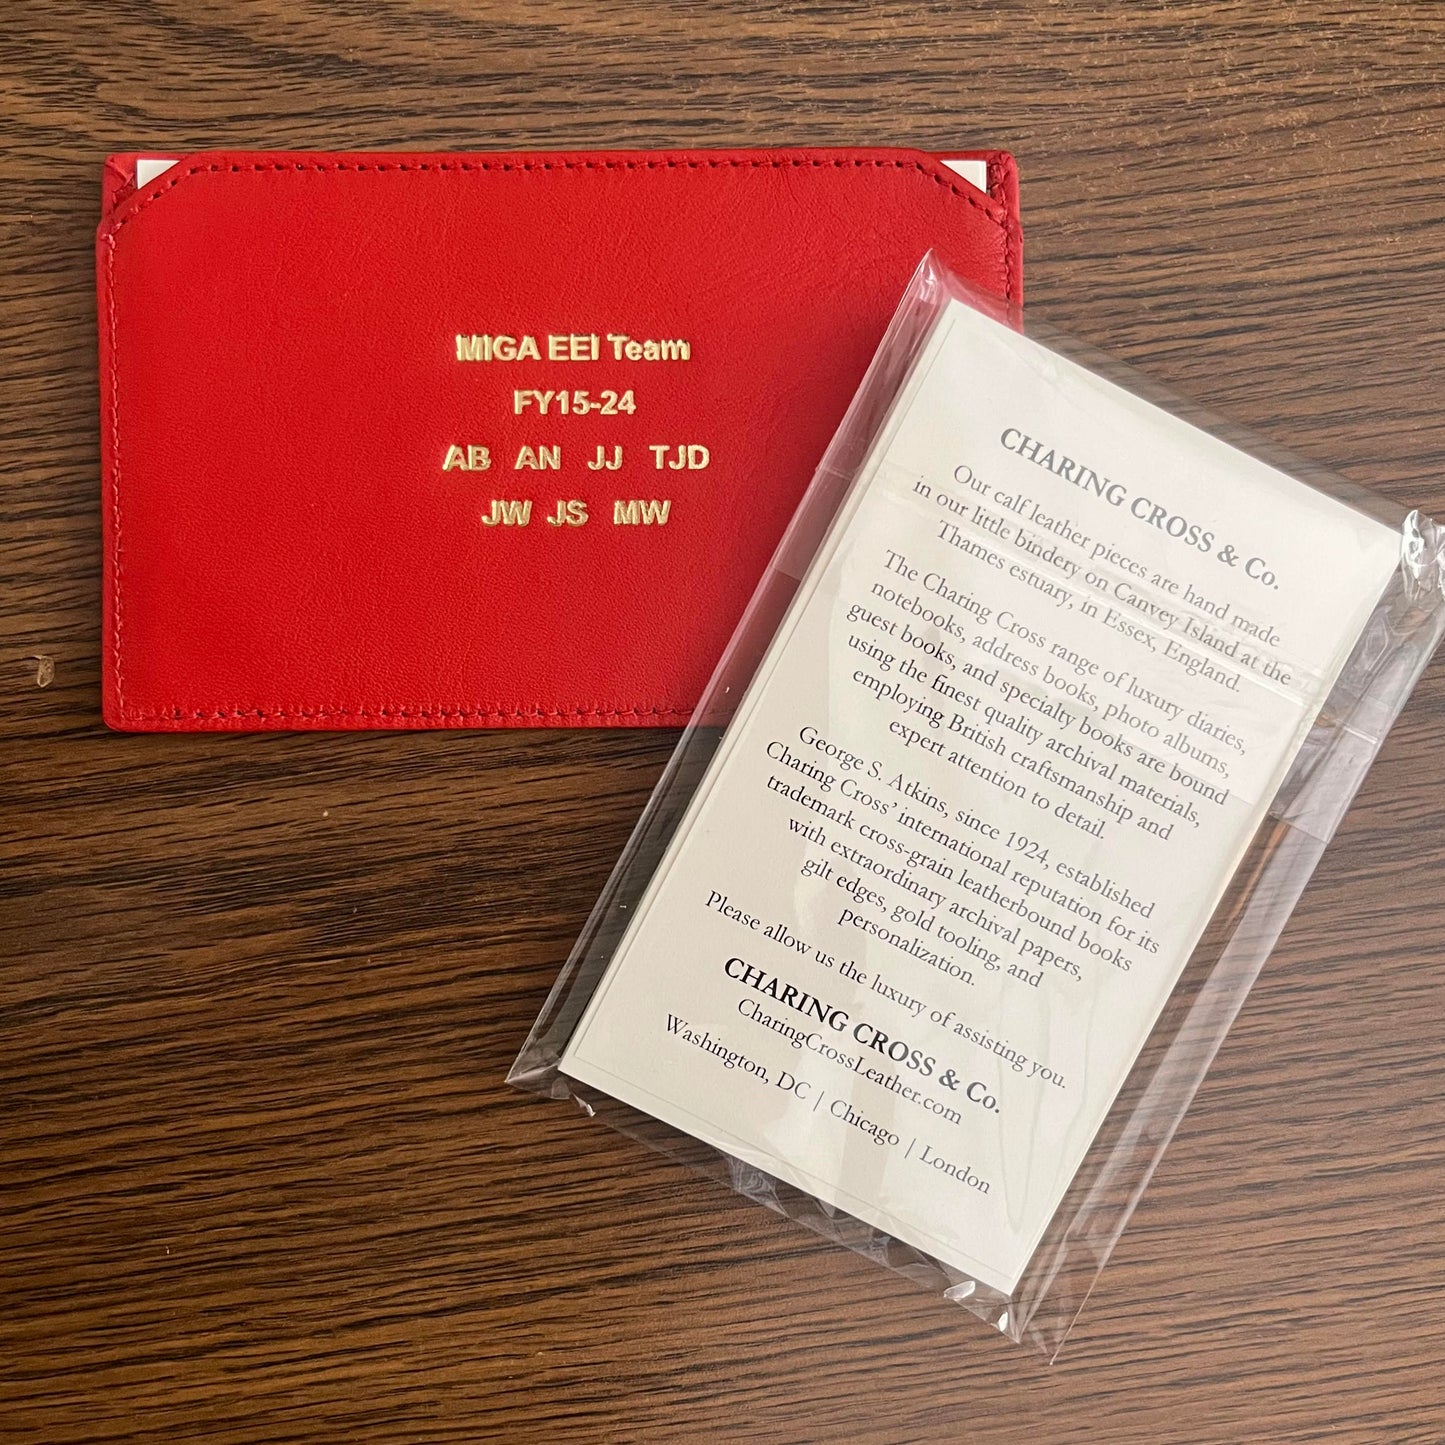 MIGA EEI Team
FY15-24
AB AN JJ TJD
JW JS MW
CHARING CROSS & Co.
Our calf leather pieces are hand made
in our little bindery on Canvey Island at the
Thames estuary, in Essex, England.
The Charing Cross range of luxury diaries,
notebooks, address books, photo albums,
guest books, and specialty books are bound
using the finest quality archival materials,
employing British craftsmanship and
expert attention to detail.
George S. Atkins, since 1924, established
Charing Cross' international reputation for its
trademark cross-grain leatherbound books
with extraordinary archival papers,
gilt edges, gold tooling, and
personalization.
Please allow us the luxury of assisting you.
CHARING CROSS & Co.
CharingCrossLeather.com
Washington, DC | Chicago | London